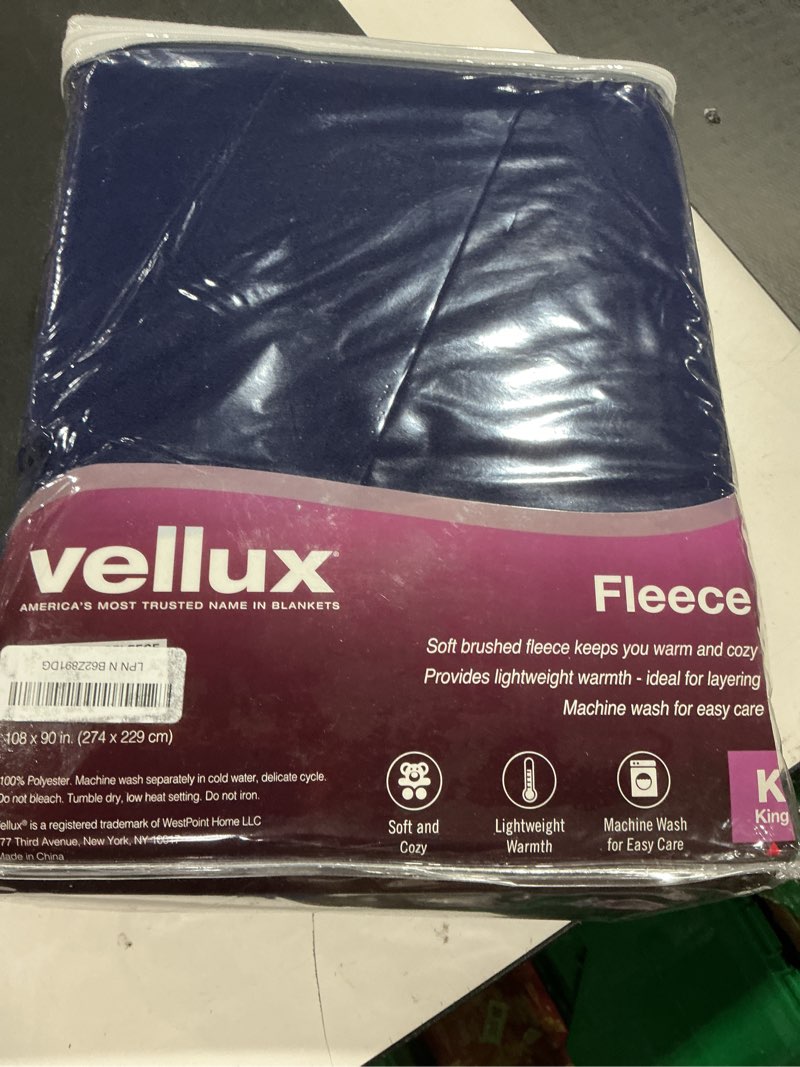 vellux®
AMERICA'S MOST TRUSTED NAME IN BLANKETS
Fleece
Soft brushed fleece keeps you warm and cozy
Provides lightweight warmth - ideal for layering
Machine wash for easy care
LPN N B62Z891DG
108 x 90 in. (274 x 229 cm)
100% Polyester. Machine wash separately in cold water, delicate cycle.
Do not bleach. Tumble dry, low heat setting. Do not iron.
ellux® is a registered trademark of WestPoint Home LLC
77 Third Avenue, New York, NY
Made in China
Soft and
Cozy
Lightweight
Warmth
Machine Wash
for Easy Care
K
King